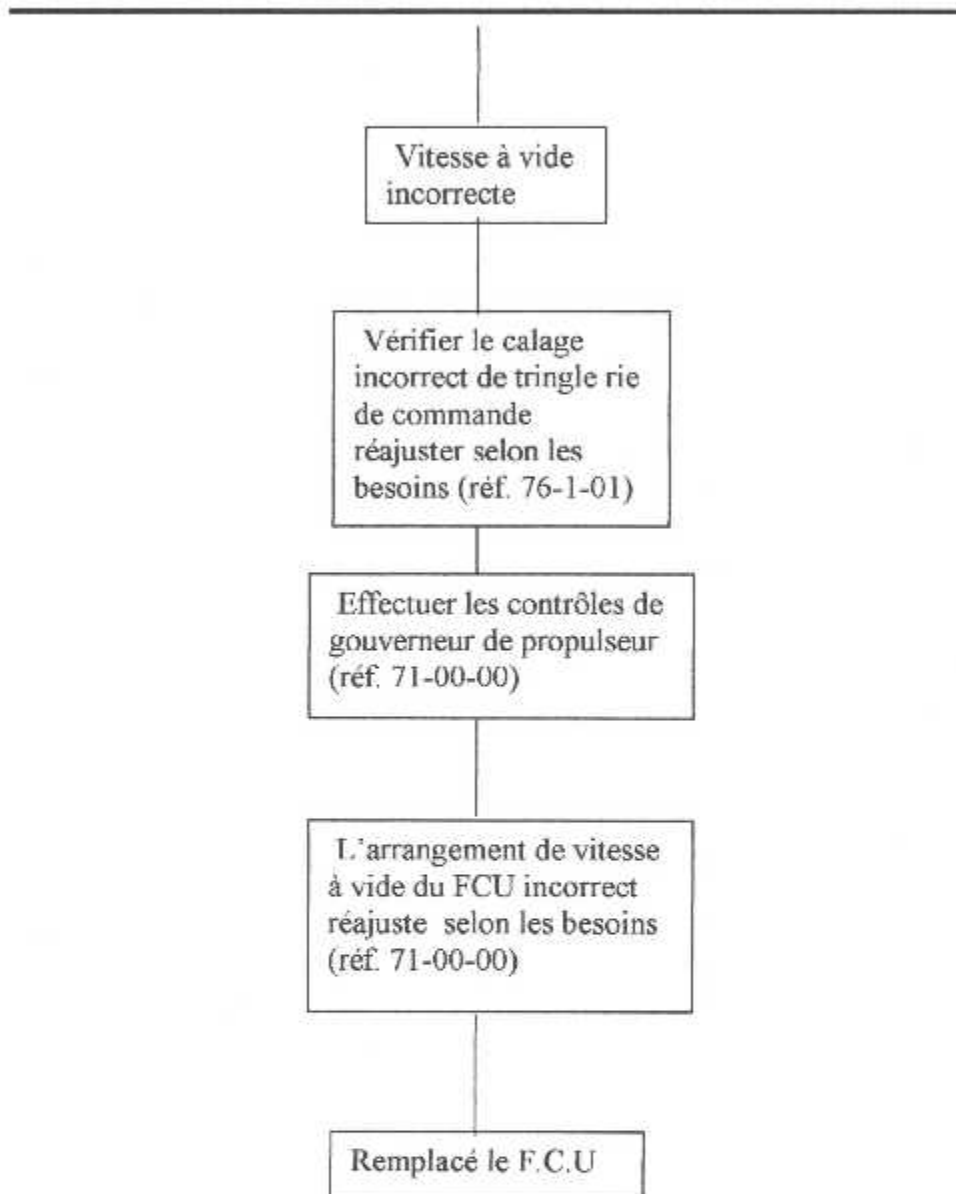 Vitesse à vide
incorrecte
Vérifier le calage
incorrect de tringle rie
de commande
réajuster selon les
besoins (réf. 76-1-01)
Effectuer les contrôles de
gouverneur de propulseur
(réf. 71-00-00)
L'arrangement de vitesse
à vide du FCU incorrect
réajuste selon les besoins
(réf. 71-00-00)
Remplacé le F.C.U